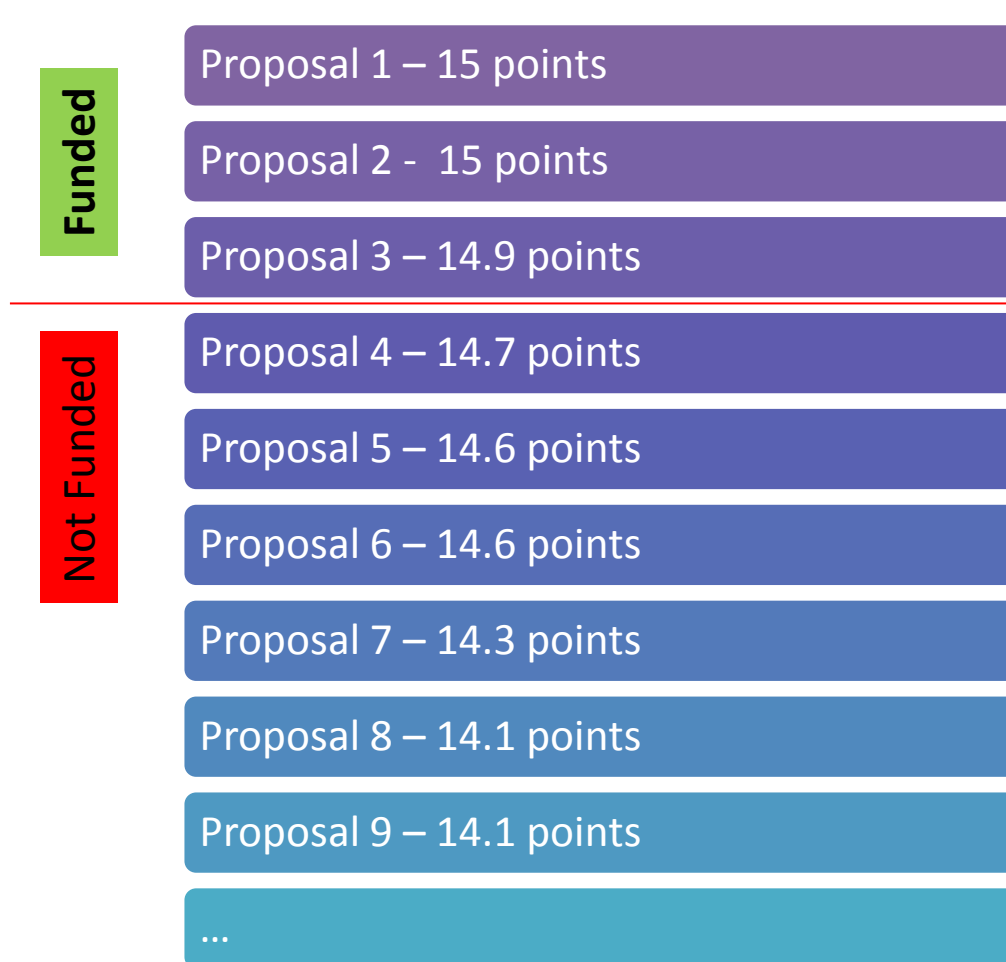 Funded
Proposal 1 – 15 points
Proposal 2 -  15 points
Proposal 3 – 14.9 points
Not Funded
Proposal 4 – 14.7 points
Proposal 5 – 14.6 points
Proposal 6 – 14.6 points
Proposal 7 – 14.3 points
Proposal 8 – 14.1 points
Proposal 9 – 14.1 points
...